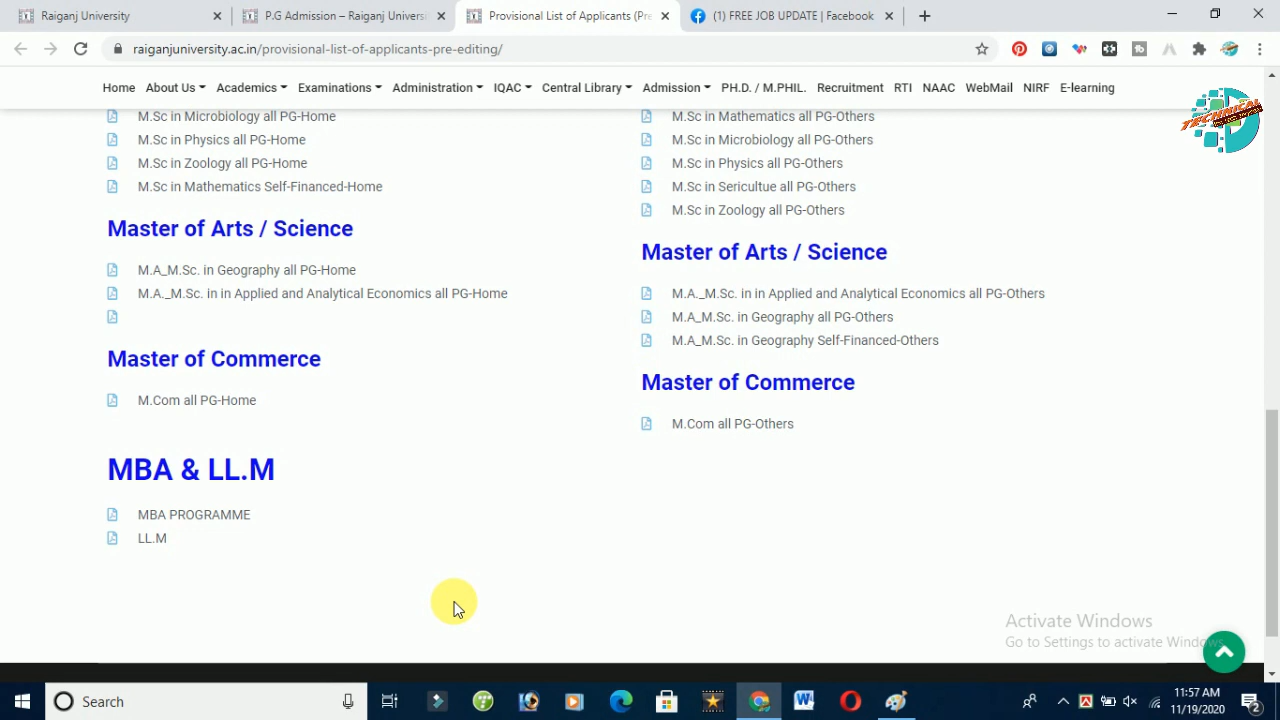 Raiganj University
P.G Admission – Raiganj Universi
Provisional List of Applicants (Pre
(1) FREE JOB UPDATE | Facebook
raiganjuniversity.ac.in/provisional-list-of-applicants-pre-editing/
Home About Us Academics Examinations Administration IQAC Central Library Admission PH.D. / M.PHIL. Recruitment RTI NAAC WebMail NIRF E-learning
TECHNICAL
M.Sc in Microbiology all PG-Home
M.Sc in Physics all PG-Home
M.Sc in Zoology all PG-Home
M.Sc in Mathematics Self-Financed-Home
Master of Arts / Science
M.A_M.Sc. in Geography all PG-Home
M.A._M.Sc. in in Applied and Analytical Economics all PG-Home
Master of Commerce
M.Com all PG-Home
MBA & LL.M
MBA PROGRAMME
LL.M
M.Sc in Mathematics all PG-Others
M.Sc in Microbiology all PG-Others
M.Sc in Physics all PG-Others
M.Sc in Sericultue all PG-Others
M.Sc in Zoology all PG-Others
Master of Arts / Science
M.A._M.Sc. in in Applied and Analytical Economics all PG-Others
M.A_M.Sc. in Geography all PG-Others
M.A_M.Sc. in Geography Self-Financed-Others
Master of Commerce
M.Com all PG-Others
Activate Windows
Go to Settings to activate Windows.
Search
11:57 AM
11/19/2020
2